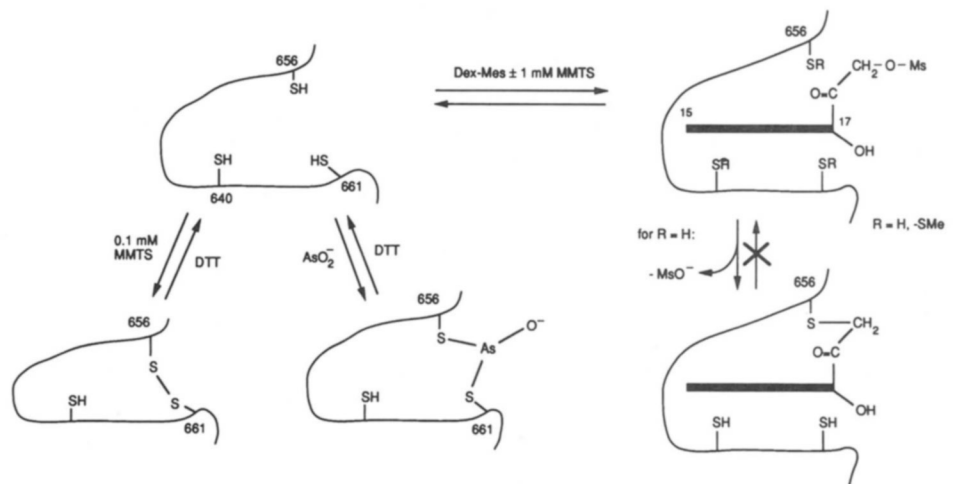 656
SH
SH
640
HS
661
Dex-Mes ± 1 mM MMTS
656
SR
CH2-O-Ms
O=C
15
17
OH
SR
SR
R = H, -SMe
0.1 mM
MMTS
DTT
AsO2−
DTT
for R = H:
- MsO−
656
S
S
SH
661
656
S
As
O−
S
SH
661
656
S
CH2
O=C
OH
SH
SH